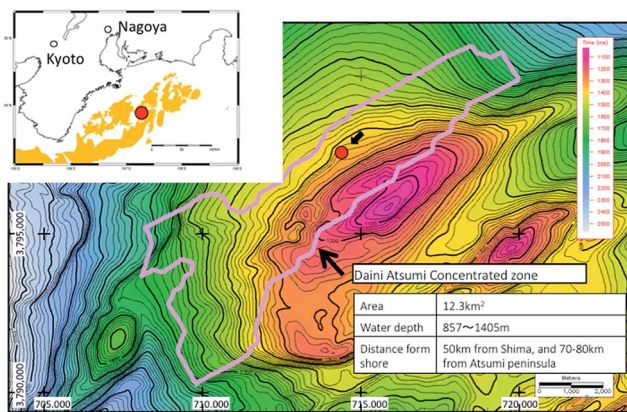 Nagoya
Kyoto
Time (ms)
1100
1200
1300
1400
1500
1600
1700
1800
1900
2000
2100
2200
2300
2400
2500
1200
3,795,000
3,790,000
Daini Atsumi Concentrated zone
Area 12.3km²
Water depth 857～1405m
Distance form shore 50km from Shima, and 70-80km from Atsumi peninsula
Meters
0 1,000 2,000
705.000 710,000 715,000 720,000